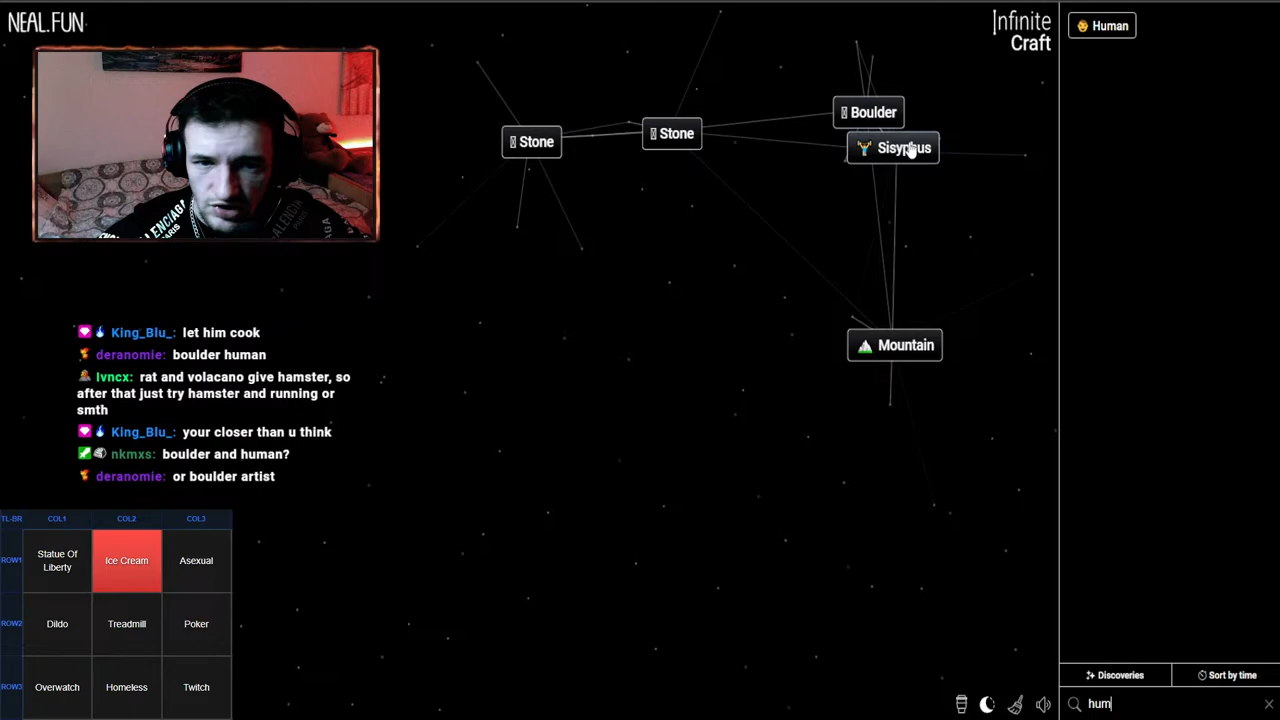 NEAL.FUN
Infinite
Craft
Human
Boulder
Stone
Stone
Sisyphus
Mountain
BALENCIAGA
PARIS
King_Blu_: let him cook
deranomie: boulder human
lvncx: rat and volacano give hamster, so
after that just try hamster and running or
smth
King_Blu_: your closer than u think
nkmxs: boulder and human?
deranomie: or boulder artist
TL-BR COL1 COL2 COL3
ROW1 Statue Of Liberty Ice Cream Asexual
ROW2 Dildo Treadmill Poker
ROW3 Overwatch Homeless Twitch
Discoveries Sort by time
hum